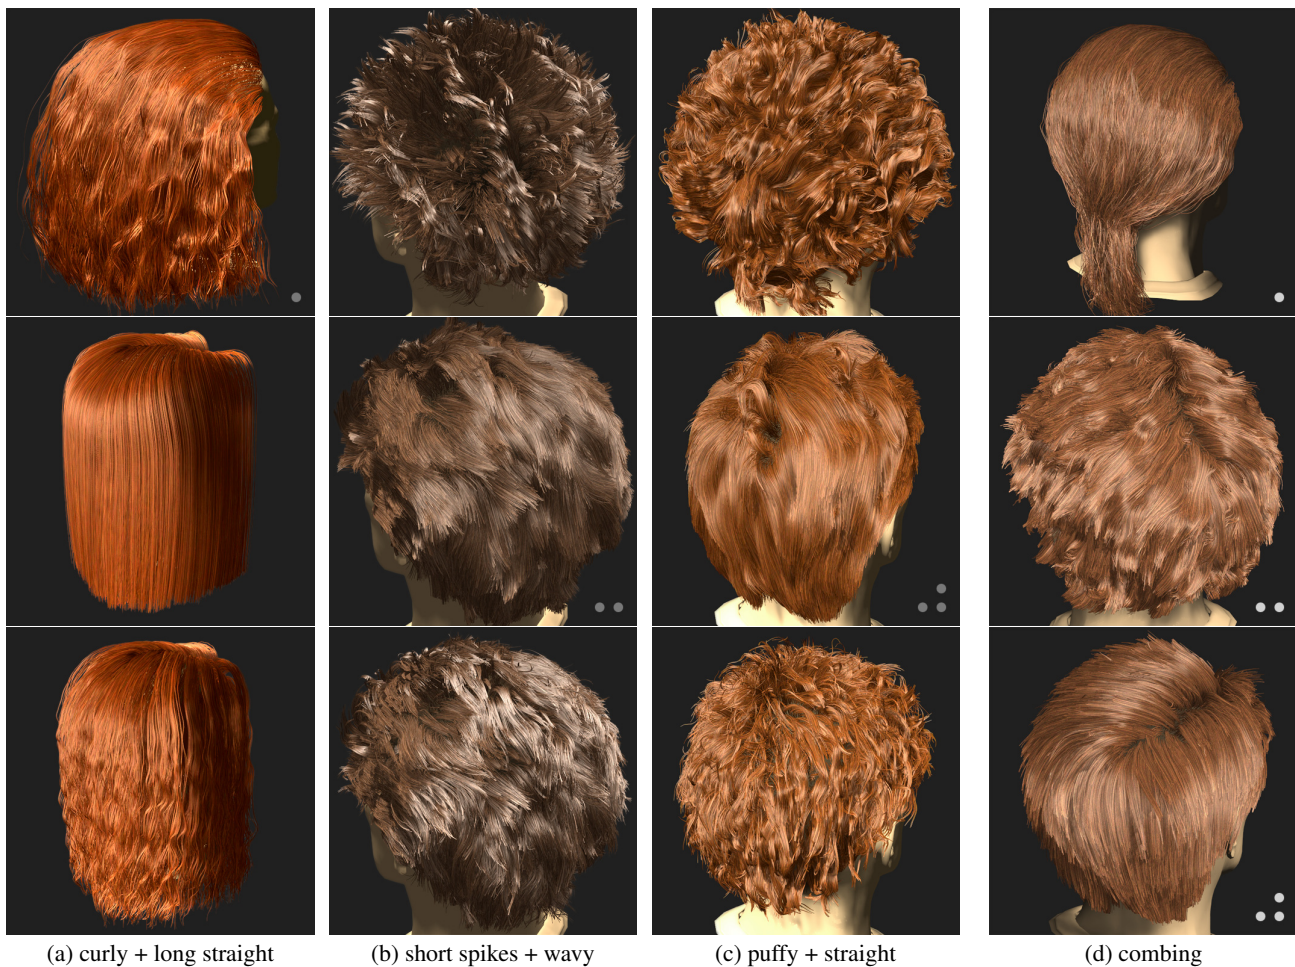 (a) curly + long straight
(b) short spikes + wavy
(c) puffy + straight
(d) combing